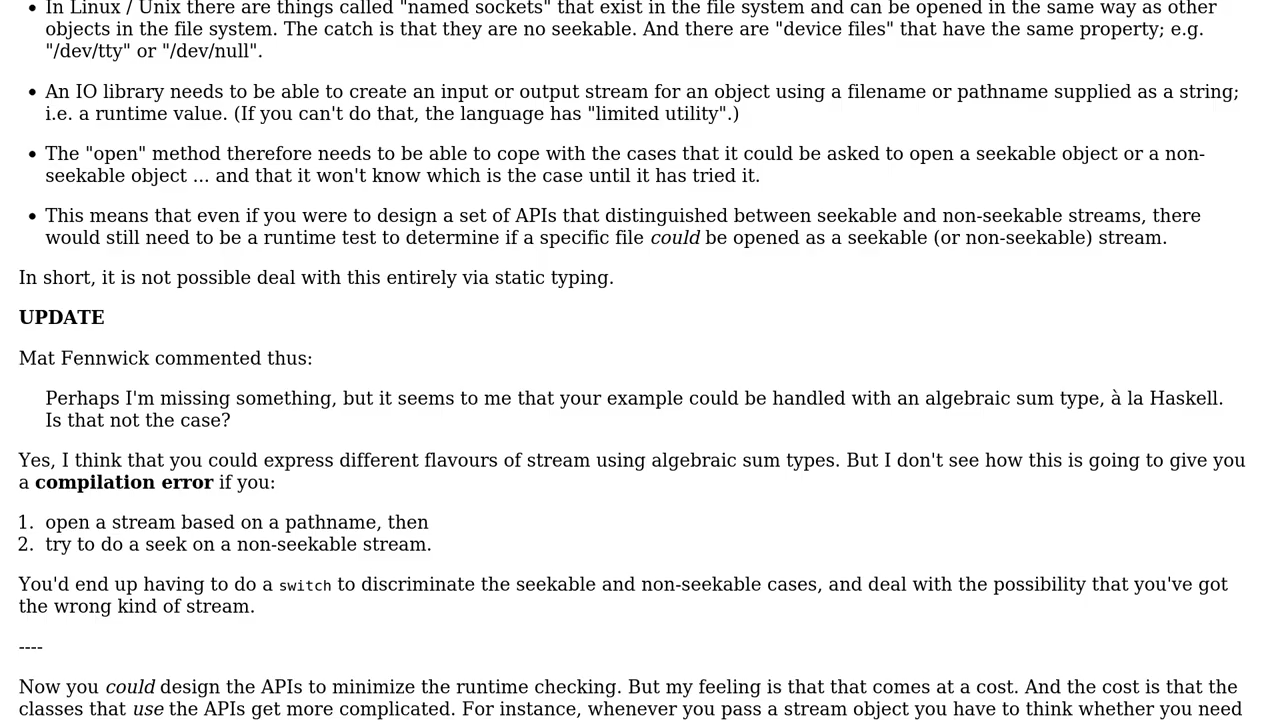 • In Linux / Unix there are things called "named sockets" that exist in the file system and can be opened in the same way as other
objects in the file system. The catch is that they are no seekable. And there are "device files" that have the same property; e.g.
"/dev/tty" or "/dev/null".
• An IO library needs to be able to create an input or output stream for an object using a filename or pathname supplied as a string;
i.e. a runtime value. (If you can't do that, the language has "limited utility".)
• The "open" method therefore needs to be able to cope with the cases that it could be asked to open a seekable object or a non-
seekable object ... and that it won't know which is the case until it has tried it.
• This means that even if you were to design a set of APIs that distinguished between seekable and non-seekable streams, there
would still need to be a runtime test to determine if a specific file could be opened as a seekable (or non-seekable) stream.
In short, it is not possible deal with this entirely via static typing.
UPDATE
Mat Fennwick commented thus:
Perhaps I'm missing something, but it seems to me that your example could be handled with an algebraic sum type, à la Haskell.
Is that not the case?
Yes, I think that you could express different flavours of stream using algebraic sum types. But I don't see how this is going to give you
a compilation error if you:
1. open a stream based on a pathname, then
2. try to do a seek on a non-seekable stream.
You'd end up having to do a switch to discriminate the seekable and non-seekable cases, and deal with the possibility that you've got
the wrong kind of stream.
----
Now you could design the APIs to minimize the runtime checking. But my feeling is that that comes at a cost. And the cost is that the
classes that use the APIs get more complicated. For instance, whenever you pass a stream object you have to think whether you need